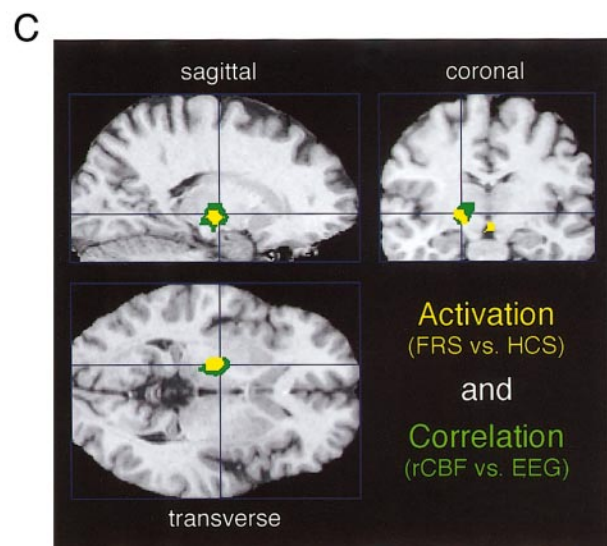 C
sagittal
coronal
Activation
(FRS vs. HCS)
and
Correlation
(rCBF vs. EEG)
transverse